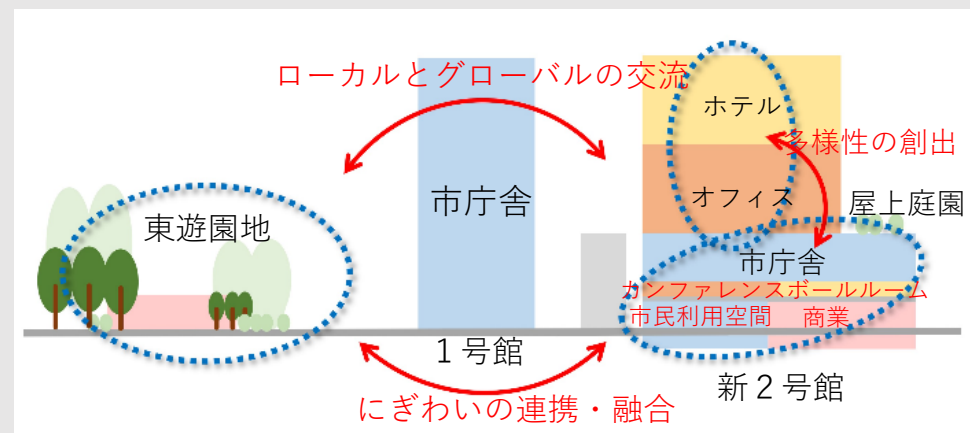 ローカルとグローバルの交流
ホテル
多様性の創出
オフィス
屋上庭園
東遊園地
市庁舎
市庁舎
カンファレンスボールルーム
市民利用空間 商業
1号館
新2号館
にぎわいの連携・融合